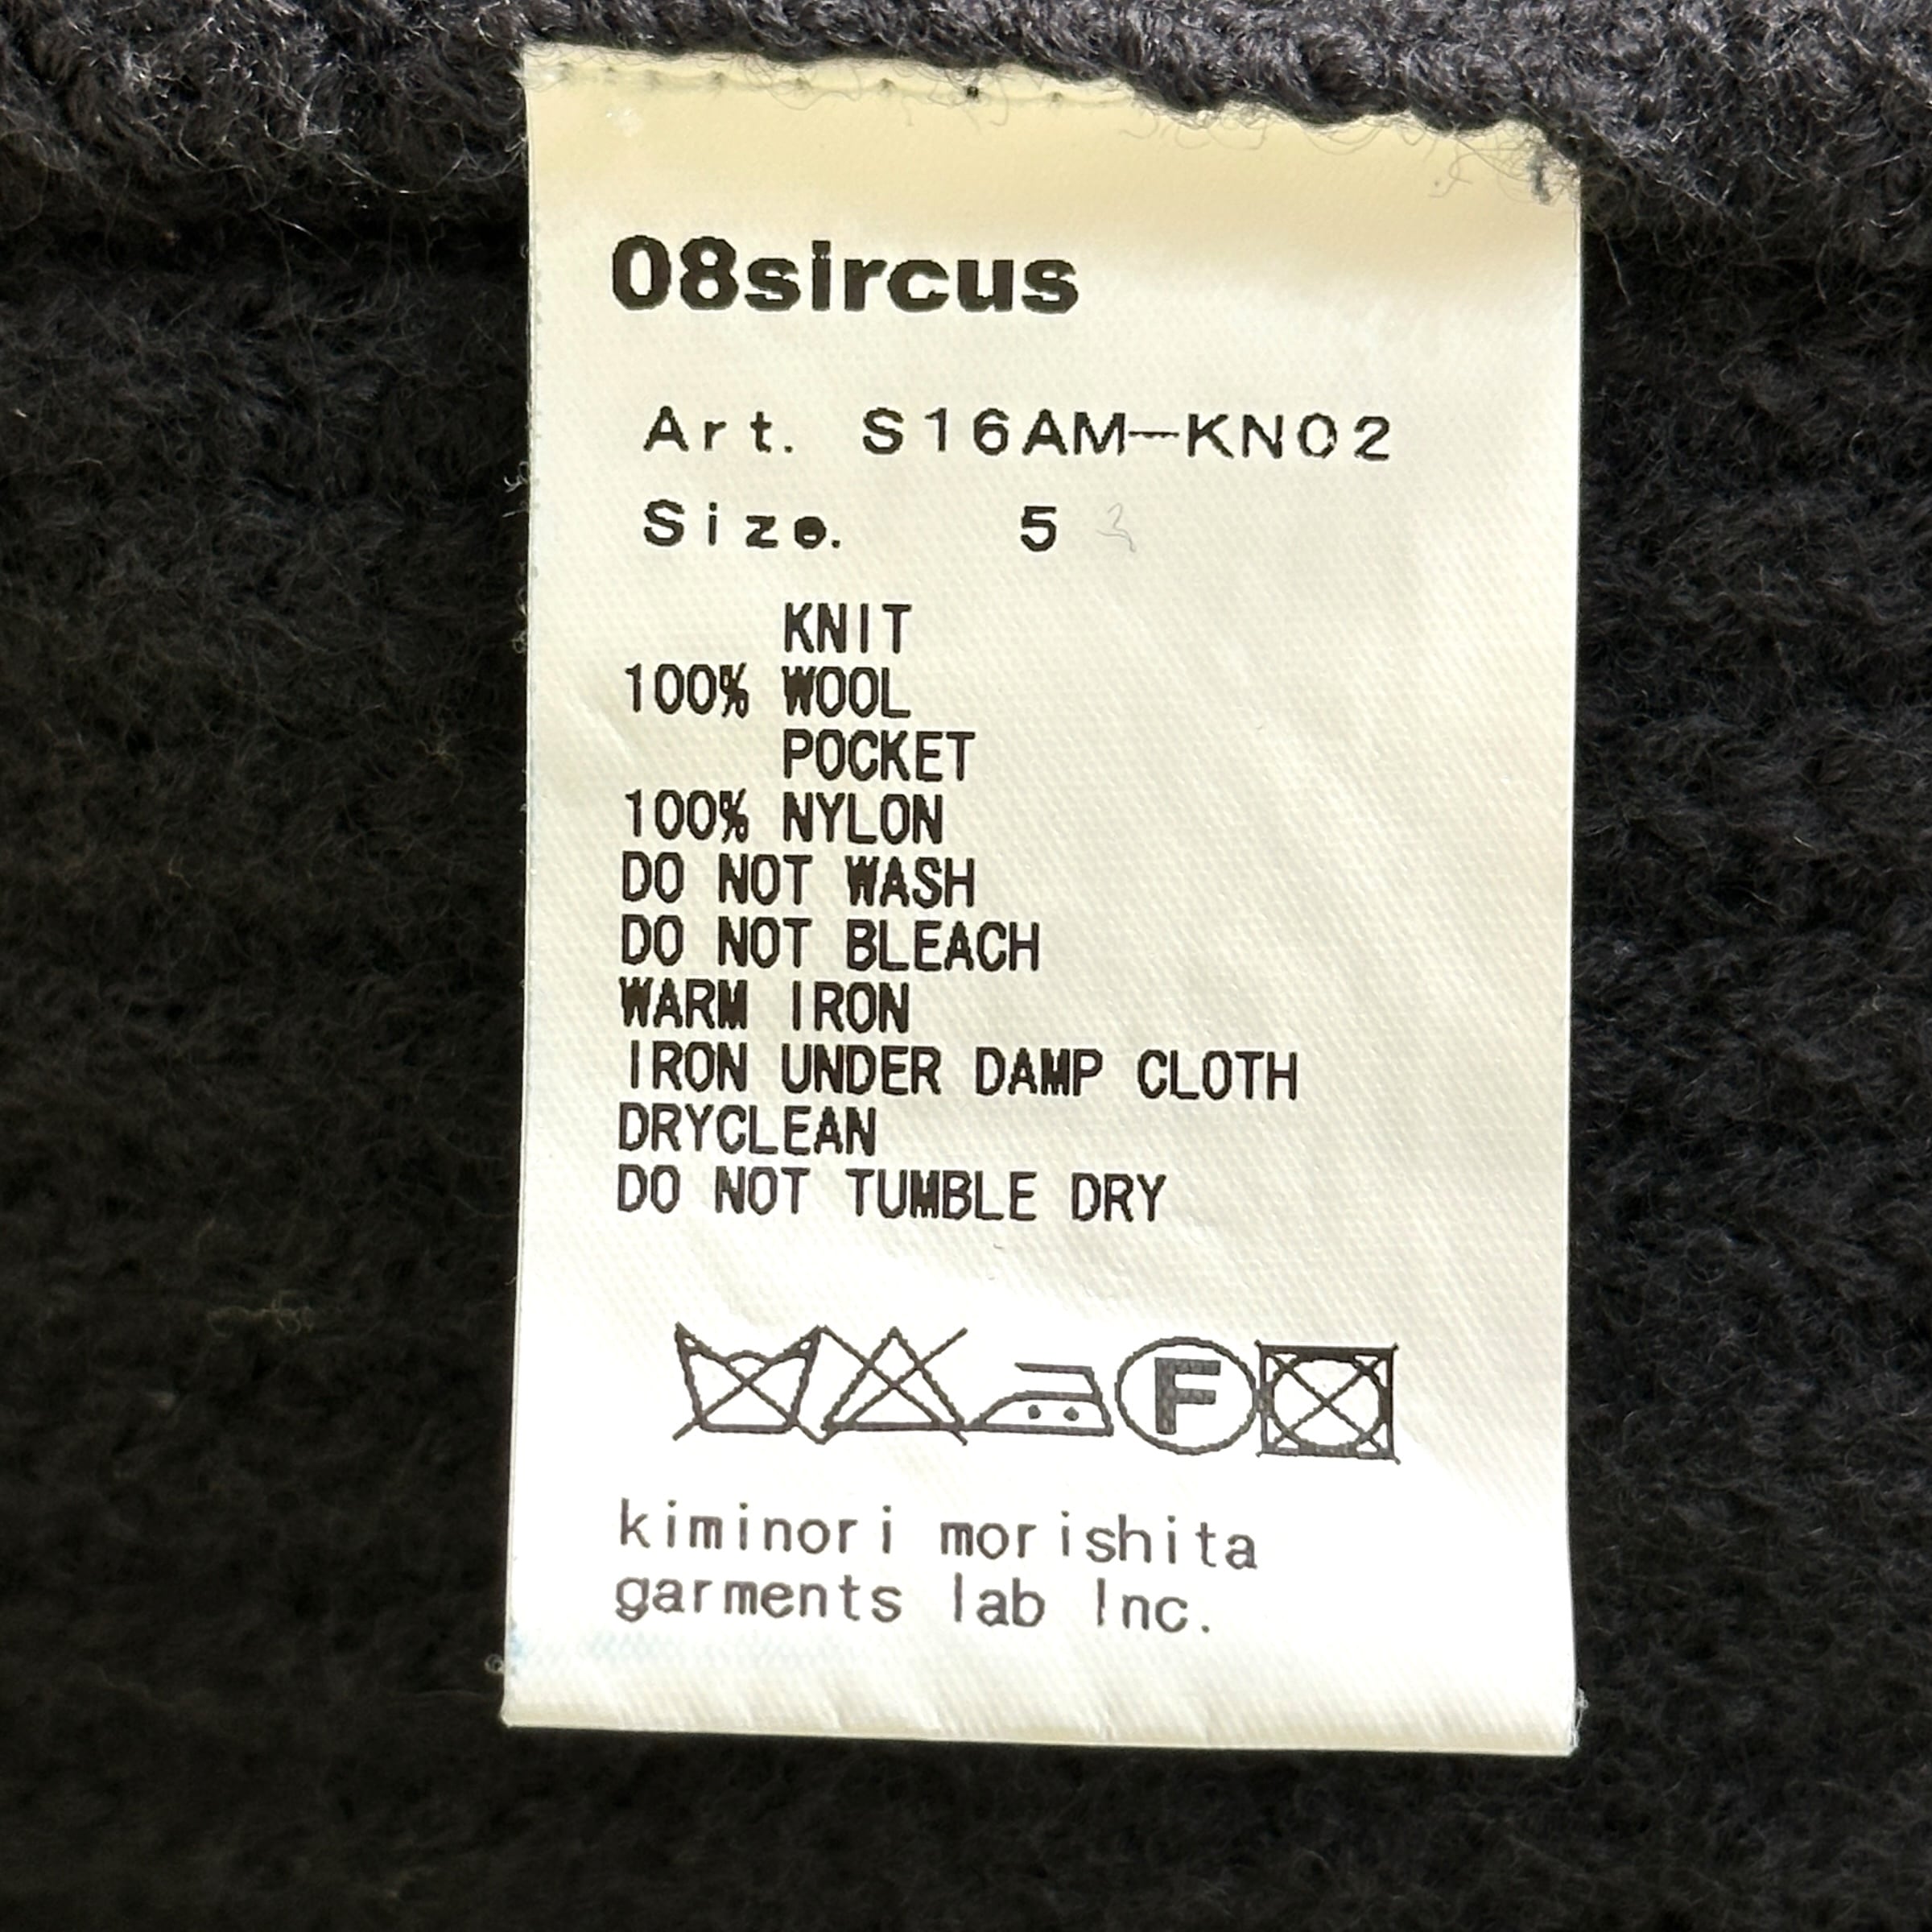 08sircus
Art. S16AM-KN02
Size. 5
KNIT
100% WOOL
POCKET
100% NYLON
DO NOT WASH
DO NOT BLEACH
WARM IRON
IRON UNDER DAMP CLOTH
DRYCLEAN
DO NOT TUMBLE DRY
F
kiminori morishita
garments lab Inc.